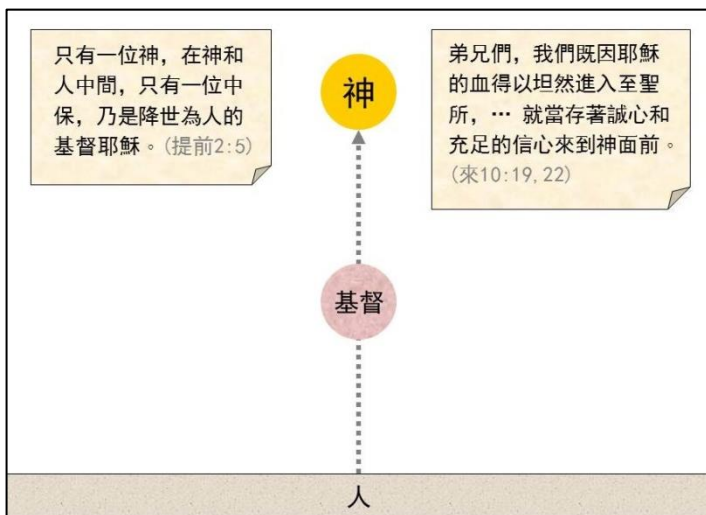 只有一位神，在神和
人中間，只有一位中
保，乃是降世為人的
基督耶穌。(提前2:5)
神
弟兄們，我們既因耶穌
的血得以坦然進入至聖
所，… 就當存著誠心和
充足的信心來到神面前。
(來10:19,22)
基督
人